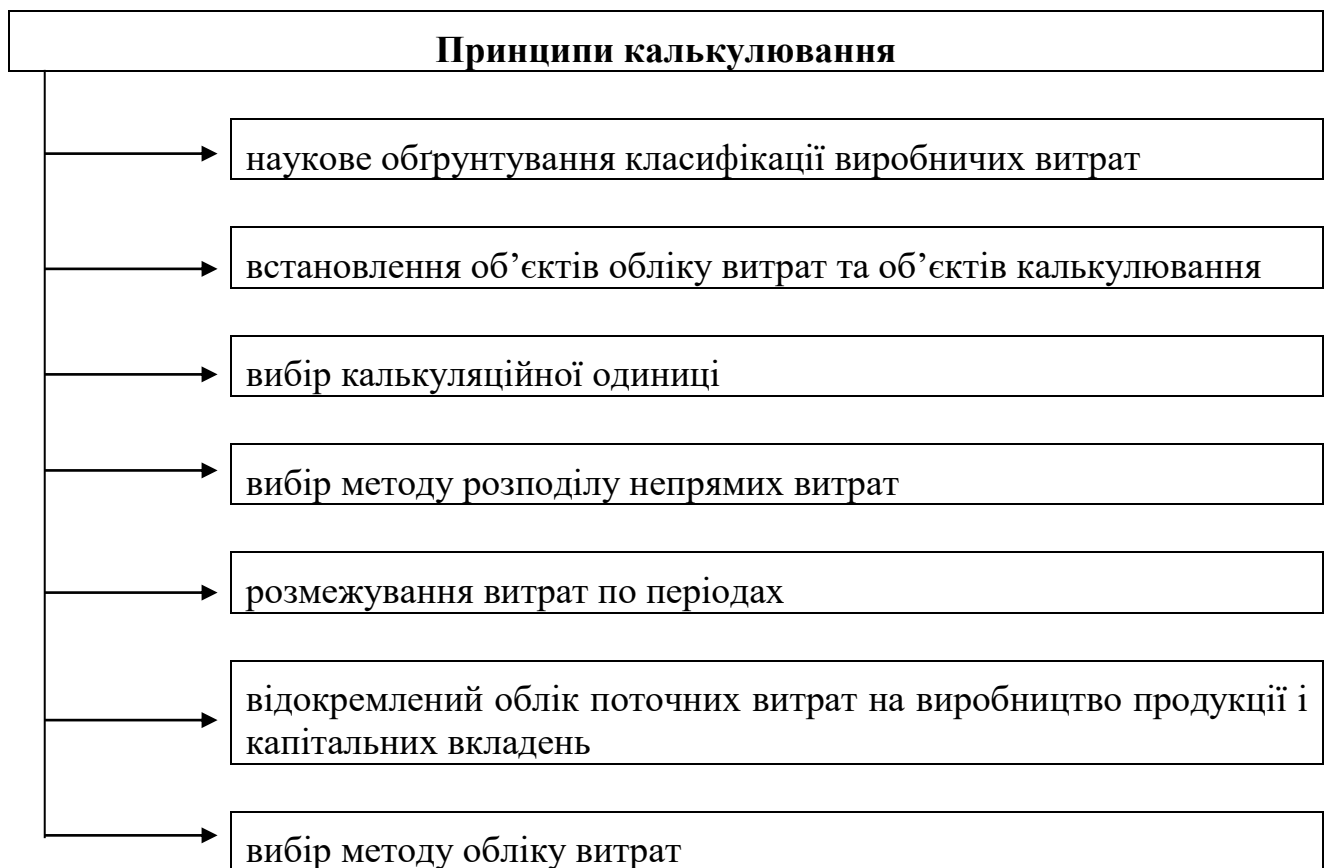 Принципи калькулювання
наукове обґрунтування класифікації виробничих витрат
встановлення об’єктів обліку витрат та об’єктів калькулювання
вибір калькуляційної одиниці
вибір методу розподілу непрямих витрат
розмежування витрат по періодах
відокремлений облік поточних витрат на виробництво продукції і
капітальних вкладень
вибір методу обліку витрат